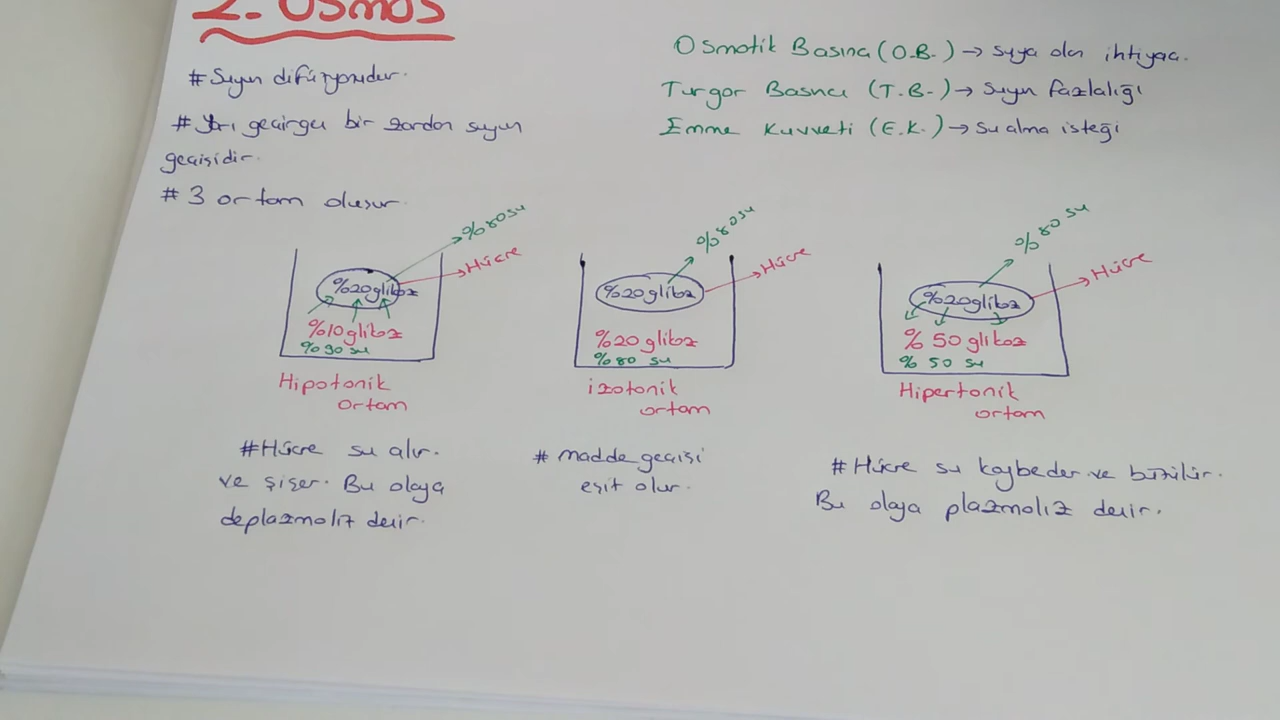 2. OSMOS
# Suyun difüzyonudur.
# Yarı geçirgen bir zardan suyun
geçişidir.
# 3 ortam oluşur.
Osmotik Basınç (O.B.) → suya olan ihtiyaç.
Turgor Basıncı (T.B.) → suyun fazlalığı
Emme Kuvveti (E.K.) → su alma isteği
%80 su
Hücre
%20 glikoz
%10 glikoz
%90 su
Hipotonik
ortam
# Hücre su alır.
ve şişer. Bu olaya
deplazmoliz denir.
%80 su
Hücre
%20 glikoz
%20 glikoz
%80 su
izotonik
ortam
# madde geçişi
eşit olur.
%80 su
Hücre
%20 glikoz
% 50 glikoz
% 50 su
Hipertonik
ortam
# Hücre su kaybeder ve büzülür.
Bu olaya plazmoliz denir.